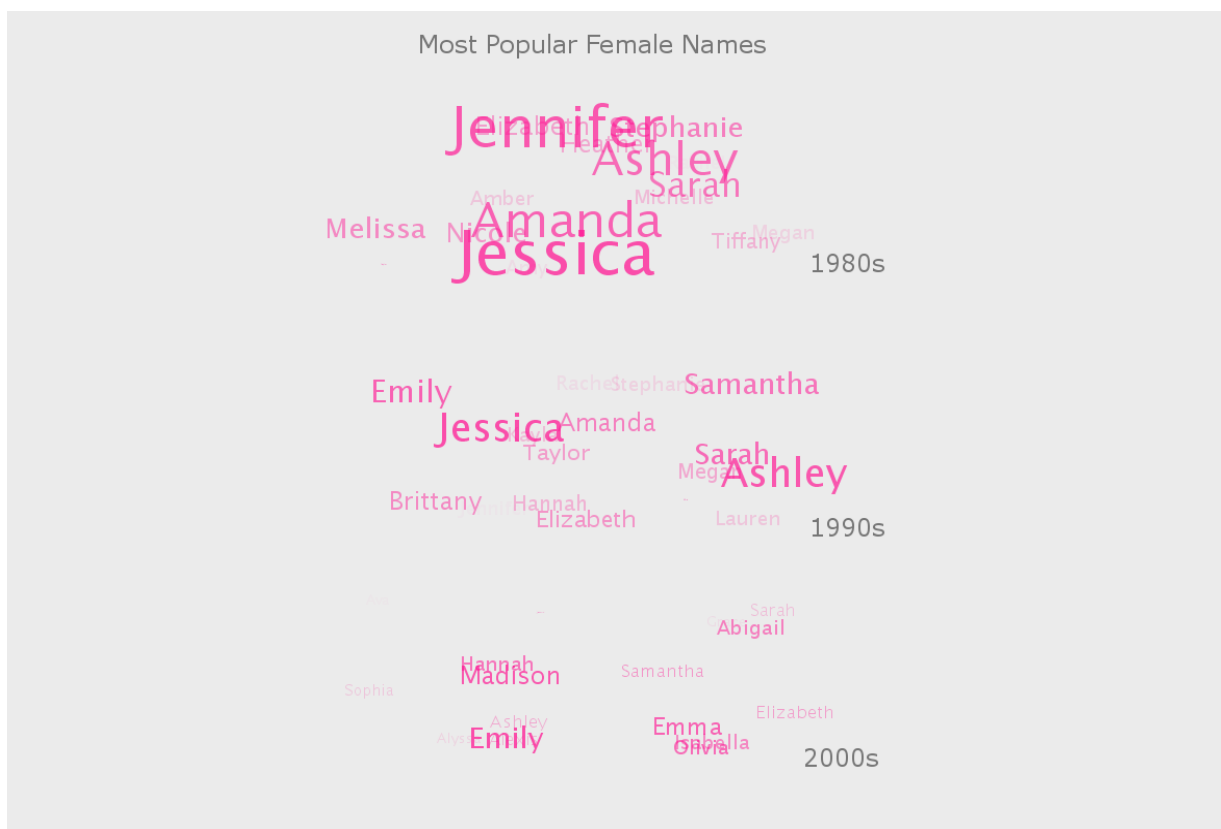 Most Popular Female Names
Jennifer
Elizabeth
Stephanie
Heather
Ashley
Sarah
Amber
Michelle
Amanda
Melissa
Nicole
Megan
Tiffany
Jessica
1980s
Rachel
Stephanie
Samantha
Emily
Amanda
Jessica
Kayla
Taylor
Sarah
Megan
Ashley
Brittany
Hannah
Elizabeth
Lauren
1990s
Sarah
Abigail
Hannah
Madison
Samantha
Sophia
Elizabeth
Ashley
Emma
Alyssa
Emily
Isabella
Olivia
2000s